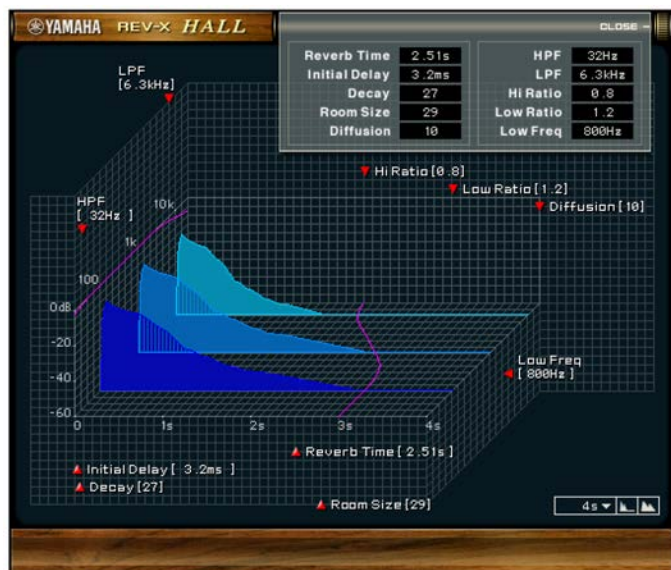 YAMAHA REV-X HALL
CLOSE –
Reverb Time 2.51s
Initial Delay 3.2ms
Decay 27
Room Size 29
Diffusion 10
HPF 32Hz
LPF 6.3kHz
Hi Ratio 0.8
Low Ratio 1.2
Low Freq 800Hz
LPF
[6.3kHz]
Hi Ratio[0.8]
Low Ratio[1.2]
Diffusion[10]
HPF
[ 32Hz ]
10k
1k
100
0dB
-20
-40
-60
0 1s 2s 3s 4s
Low Freq
[ 800Hz ]
Reverb Time[ 2.51s]
Initial Delay[ 3.2ms ]
Decay[27]
Room Size[29]
4s